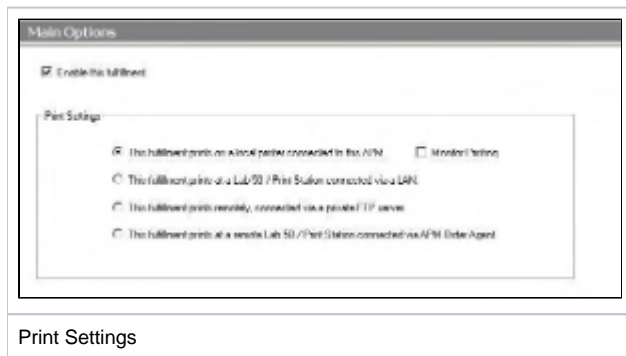 Main Options
Enable this fulfillment
Print Settings
This fulfillment prints on a local printer connected to this APM. Monitor Printing
This fulfillment prints at a Lab 50 / Print Station connected via a LAN.
This fulfillment prints remotely, connected via a private FTP server.
This fulfillment prints at a remote Lab 50 / Print Station connected via APM Order Agent
Print Settings